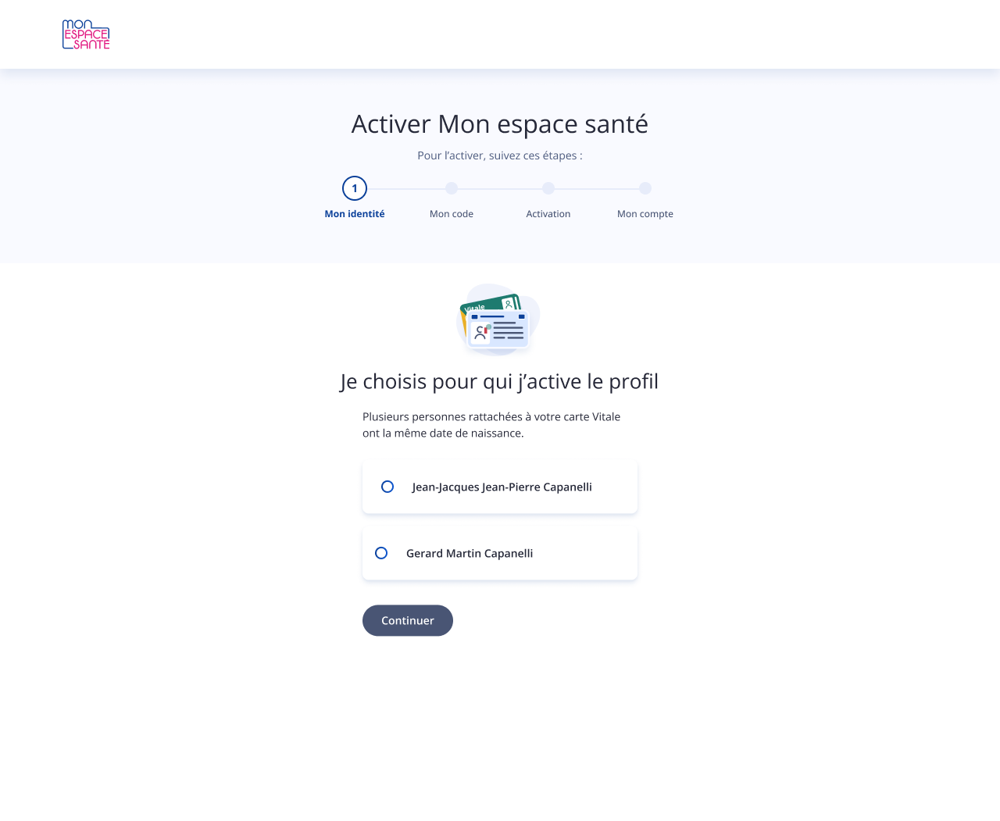 mon
ESPACE
SANTÉ
Activer Mon espace santé
Pour l’activer, suivez ces étapes :
1
Mon identité
Mon code
Activation
Mon compte
Vitale
Je choisis pour qui j’active le profil
Plusieurs personnes rattachées à votre carte Vitale
ont la même date de naissance.
Jean-Jacques Jean-Pierre Capanelli
Gerard Martin Capanelli
Continuer